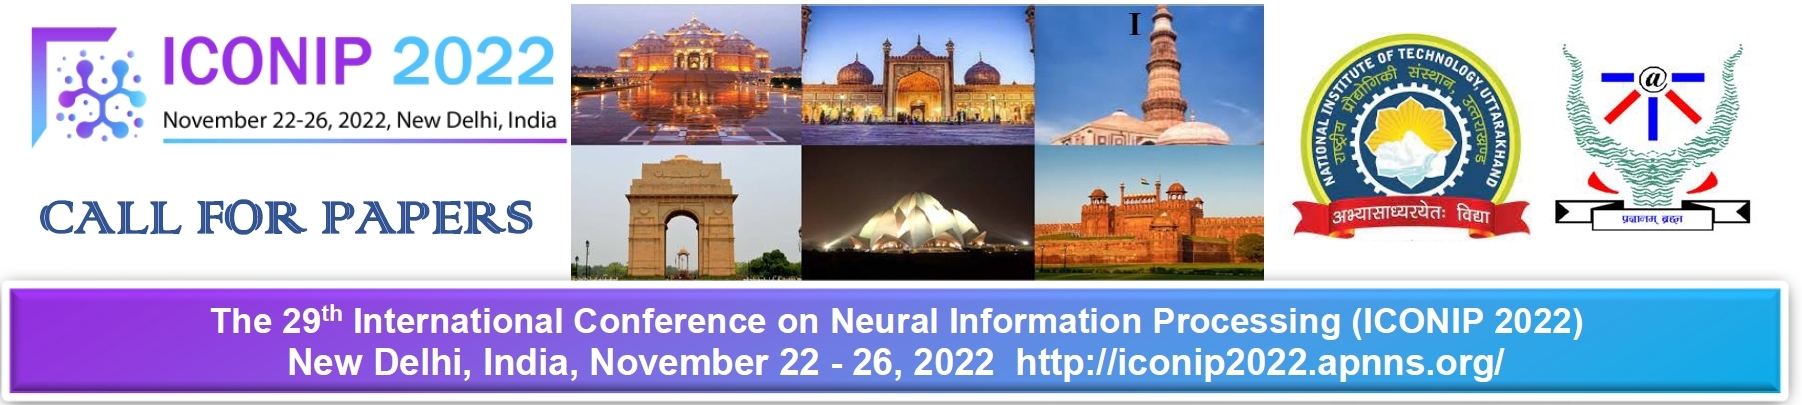 ICONIP 2022
November 22-26, 2022, New Delhi, India
CALL FOR PAPERS
I
NATIONAL INSTITUTE OF TECHNOLOGY, UTTARAKHAND
राष्ट्रीय प्रौद्योगिकी संस्थान, उत्तराखण्ड
अभ्यासाध्यरयेतः विद्या
@
प्रज्ञानम् ब्रह्म
The 29th International Conference on Neural Information Processing (ICONIP 2022)
New Delhi, India, November 22 - 26, 2022 http://iconip2022.apnns.org/